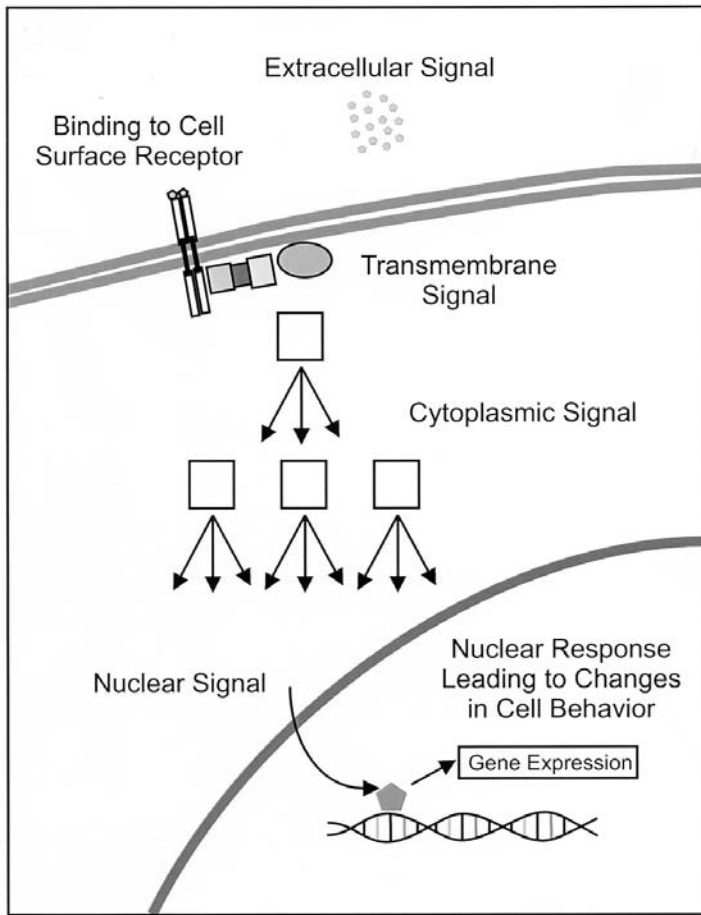 Extracellular Signal
Binding to Cell
Surface Receptor
Transmembrane
Signal
Cytoplasmic Signal
Nuclear Response
Leading to Changes
in Cell Behavior
Nuclear Signal
Gene Expression